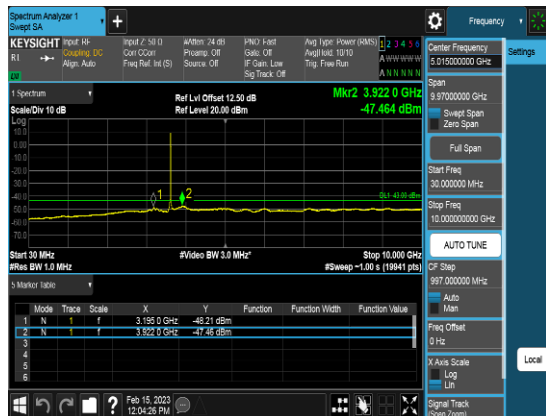 Spectrum Analyzer 1
Swept SA
Frequency
KEYSIGHT
R L
Input: RF
Coupling: DC
Align: Auto
Input Z: 50 Ω
Corr CCorr
Freq Ref: Int (S)
#Atten: 24 dB
Preamp: Off
Source: Off
PNO: Fast
Gate: Off
IF Gain: Low
Sig Track: Off
Avg Type: Power (RMS)
Avg|Hold: 10/10
Trig: Free Run
1 2 3 4 5 6
A W W W W W
A N N N N N
1 Spectrum
Scale/Div 10 dB
Ref Lvl Offset 12.50 dB
Ref Level 20.00 dBm
Mkr2 3.922 0 GHz
-47.464 dBm
Log
10.0
0.00
-10.0
-20.0
-30.0
-40.0
-50.0
-60.0
-70.0
1
2
DL1 -43.00 dBm
Start 30 MHz
#Res BW 1.0 MHz
#Video BW 3.0 MHz*
Stop 10.000 GHz
#Sweep ~1.00 s (19941 pts)
5 Marker Table
Mode Trace Scale X Y Function Function Width Function Value
1 N 1 f 3.195 0 GHz -48.21 dBm
2 N 1 f 3.922 0 GHz -47.46 dBm
3
4
5
6
Feb 15, 2023
12:04:26 PM
Center Frequency
5.015000000 GHz
Span
9.97000000 GHz
Swept Span
Zero Span
Full Span
Start Freq
30.000000 MHz
Stop Freq
10.000000000 GHz
AUTO TUNE
CF Step
997.000000 MHz
Auto
Man
Freq Offset
0 Hz
X Axis Scale
Log
Lin
Signal Track
(Span Zoom)
Settings
Local